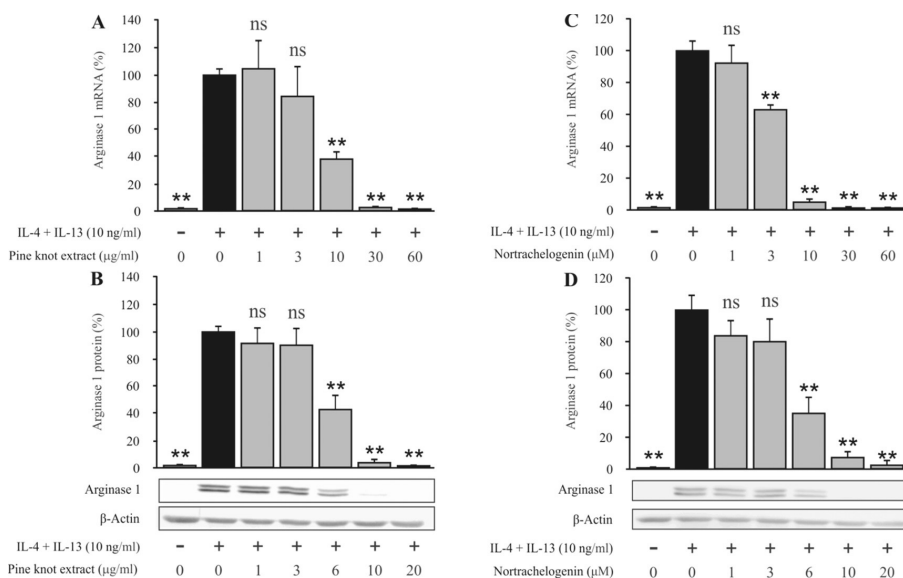 A
Arginase 1 mRNA (%)
140
120
100
80
60
40
20
0
** ns ns ** ** **
IL-4 + IL-13 (10 ng/ml) – + + + + + +
Pine knot extract (μg/ml) 0 0 1 3 10 30 60
B
Arginase 1 protein (%)
140
120
100
80
60
40
20
0
** ns ns ** ** **
Arginase 1
β-Actin
IL-4 + IL-13 (10 ng/ml) – + + + + + +
Pine knot extract (μg/ml) 0 0 1 3 6 10 20
C
Arginase 1 mRNA (%)
120
100
80
60
40
20
0
** ns ** ** ** **
IL-4 + IL-13 (10 ng/ml) – + + + + + +
Nortrachelogenin (μM) 0 0 1 3 10 30 60
D
Arginase 1 protein (%)
120
100
80
60
40
20
0
** ns ns ** ** **
Arginase 1
β-Actin
IL-4 + IL-13 (10 ng/ml) – + + + + + +
Nortrachelogenin (μM) 0 0 1 3 6 10 20